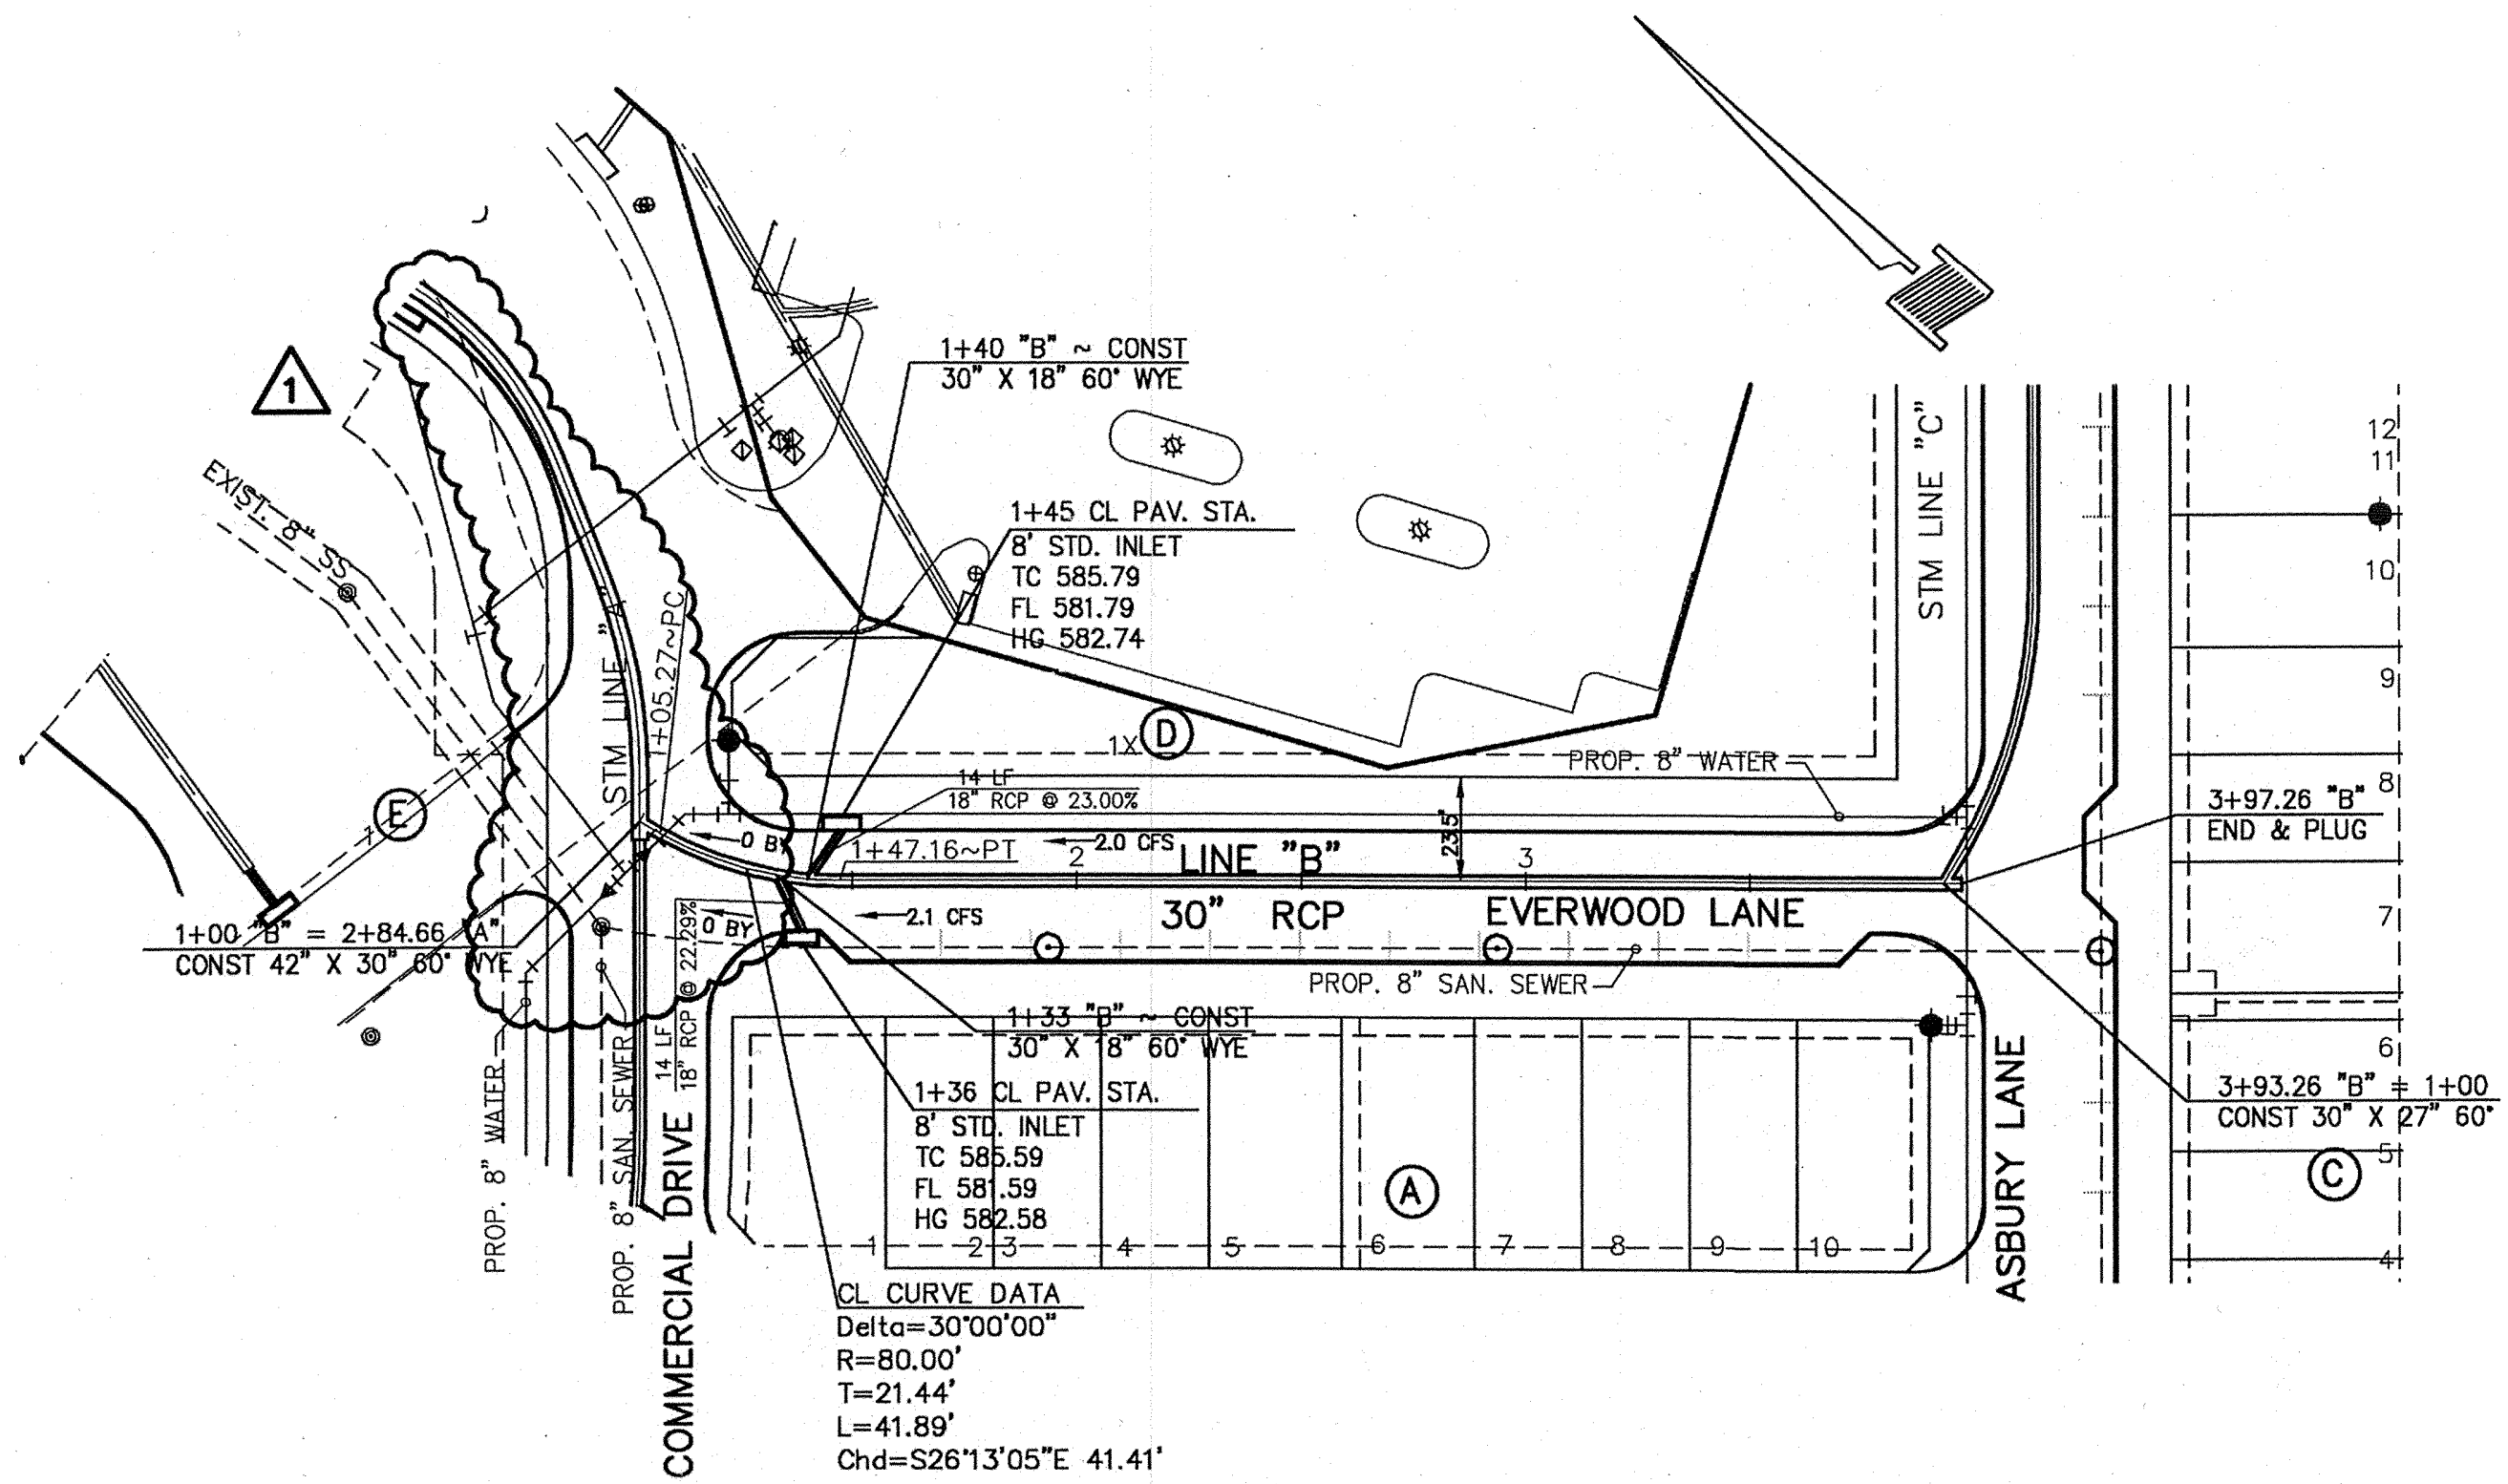 1+40 "B" ~ CONST
30" X 18" 60° WYE
1
EXIST. 8" SS
1+45 CL PAV. STA.
8' STD. INLET
TC 585.79
FL 581.79
HG 582.74
STM LINE "C"
12
11
10
9
8
7
6
5
4
STM LINE "A"
1+05.27~PC
D
1X
PROP. 8" WATER
14 LF
18" RCP @ 23.00%
E
1
0 BY
1+47.16~PT
2
2.0 CFS
LINE "B"
23.5'
3
3+97.26 "B"
END & PLUG
1+00 "B" = 2+84.66 "A"
CONST 42" X 30" 60° WYE
0 BY
2.1 CFS
30" RCP
EVERWOOD LANE
PROP. 8" SAN. SEWER
14 LF
18" RCP @ 22.29%
1+33 "B" ~ CONST
30" X 18" 60° WYE
1+36 CL PAV. STA.
8' STD. INLET
TC 585.59
FL 581.59
HG 582.58
3+93.26 "B" = 1+00
CONST 30" X 27" 60°
PROP. 8" WATER
PROP. 8" SAN. SEWER
COMMERCIAL DRIVE
ASBURY LANE
A
C
1
2
3
4
5
6
7
8
9
10
CL CURVE DATA
Delta=30°00'00"
R=80.00'
T=21.44'
L=41.89'
Chd=S26°13'05"E 41.41'